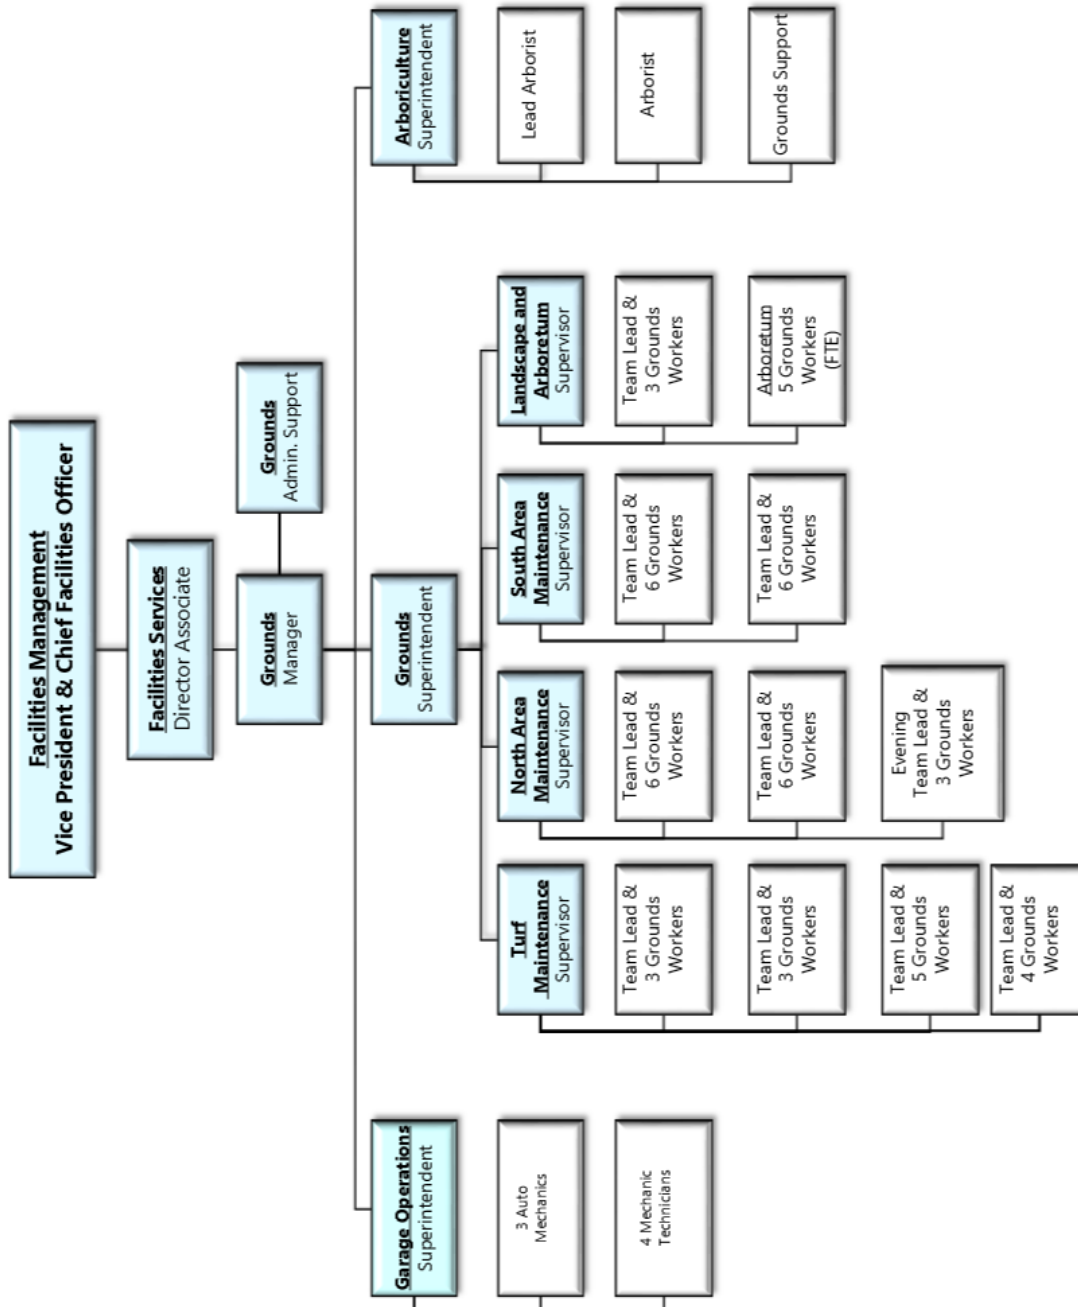 Facilities Management
Vice President & Chief Facilities Officer
Facilities Services
Director Associate
Grounds
Manager
Grounds
Admin. Support
Garage Operations
Superintendent
Grounds
Superintendent
Arboriculture
Superintendent
3 Auto
Mechanics
4 Mechanic
Technicians
Turf
Maintenance
Supervisor
Team Lead &
3 Grounds
Workers
Team Lead &
3 Grounds
Workers
Team Lead &
5 Grounds
Workers
Team Lead &
4 Grounds
Workers
North Area
Maintenance
Supervisor
Team Lead &
6 Grounds
Workers
Team Lead &
6 Grounds
Workers
Evening
Team Lead &
3 Grounds
Workers
South Area
Maintenance
Supervisor
Team Lead &
6 Grounds
Workers
Team Lead &
6 Grounds
Workers
Landscape and
Arboretum
Supervisor
Team Lead &
3 Grounds
Workers
Arboretum
5 Grounds
Workers
(FTE)
Lead Arborist
Arborist
Grounds Support